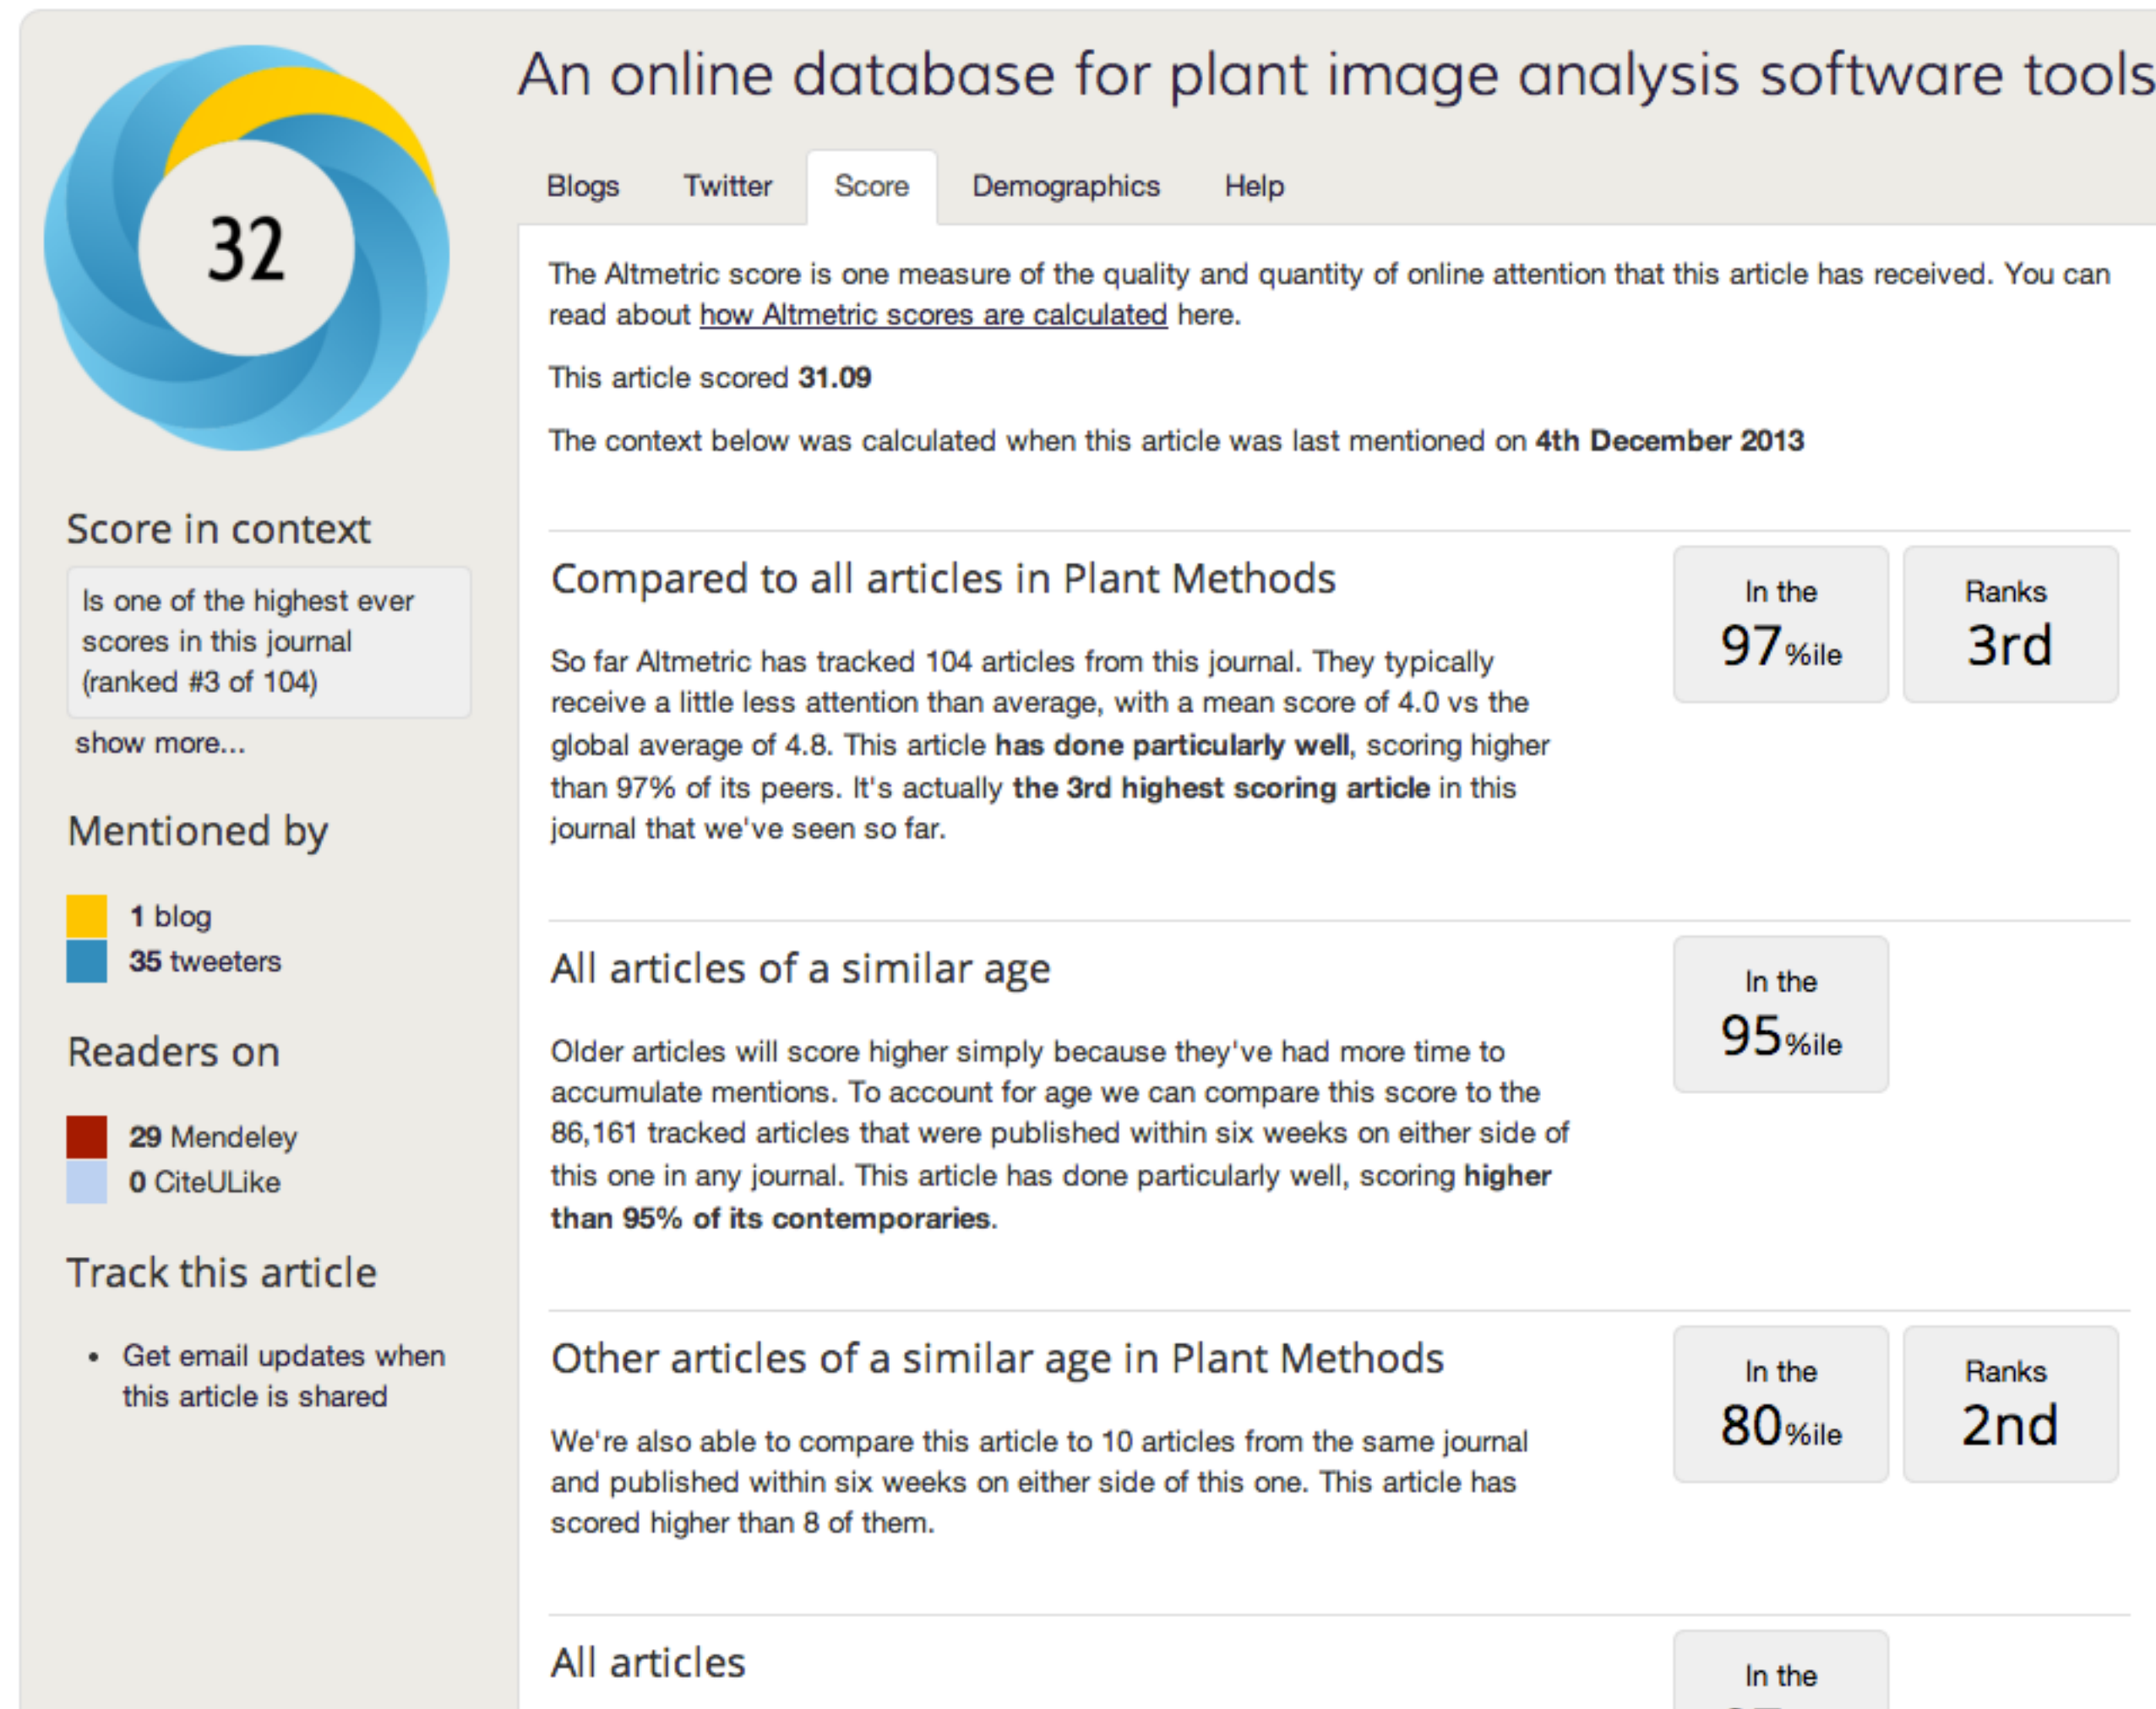 An online database for plant image analysis software tools
32
Blogs Twitter Score Demographics Help
The Altmetric score is one measure of the quality and quantity of online attention that this article has received. You can
read about how Altmetric scores are calculated here.
This article scored 31.09
The context below was calculated when this article was last mentioned on 4th December 2013
Score in context
Is one of the highest ever
scores in this journal
(ranked #3 of 104)
show more...
Mentioned by
1 blog
35 tweeters
Readers on
29 Mendeley
0 CiteULike
Track this article
• Get email updates when
this article is shared
Compared to all articles in Plant Methods
In the
97%ile
Ranks
3rd
So far Altmetric has tracked 104 articles from this journal. They typically
receive a little less attention than average, with a mean score of 4.0 vs the
global average of 4.8. This article has done particularly well, scoring higher
than 97% of its peers. It's actually the 3rd highest scoring article in this
journal that we've seen so far.
All articles of a similar age
In the
95%ile
Older articles will score higher simply because they've had more time to
accumulate mentions. To account for age we can compare this score to the
86,161 tracked articles that were published within six weeks on either side of
this one in any journal. This article has done particularly well, scoring higher
than 95% of its contemporaries.
Other articles of a similar age in Plant Methods
In the
80%ile
Ranks
2nd
We're also able to compare this article to 10 articles from the same journal
and published within six weeks on either side of this one. This article has
scored higher than 8 of them.
All articles
In the